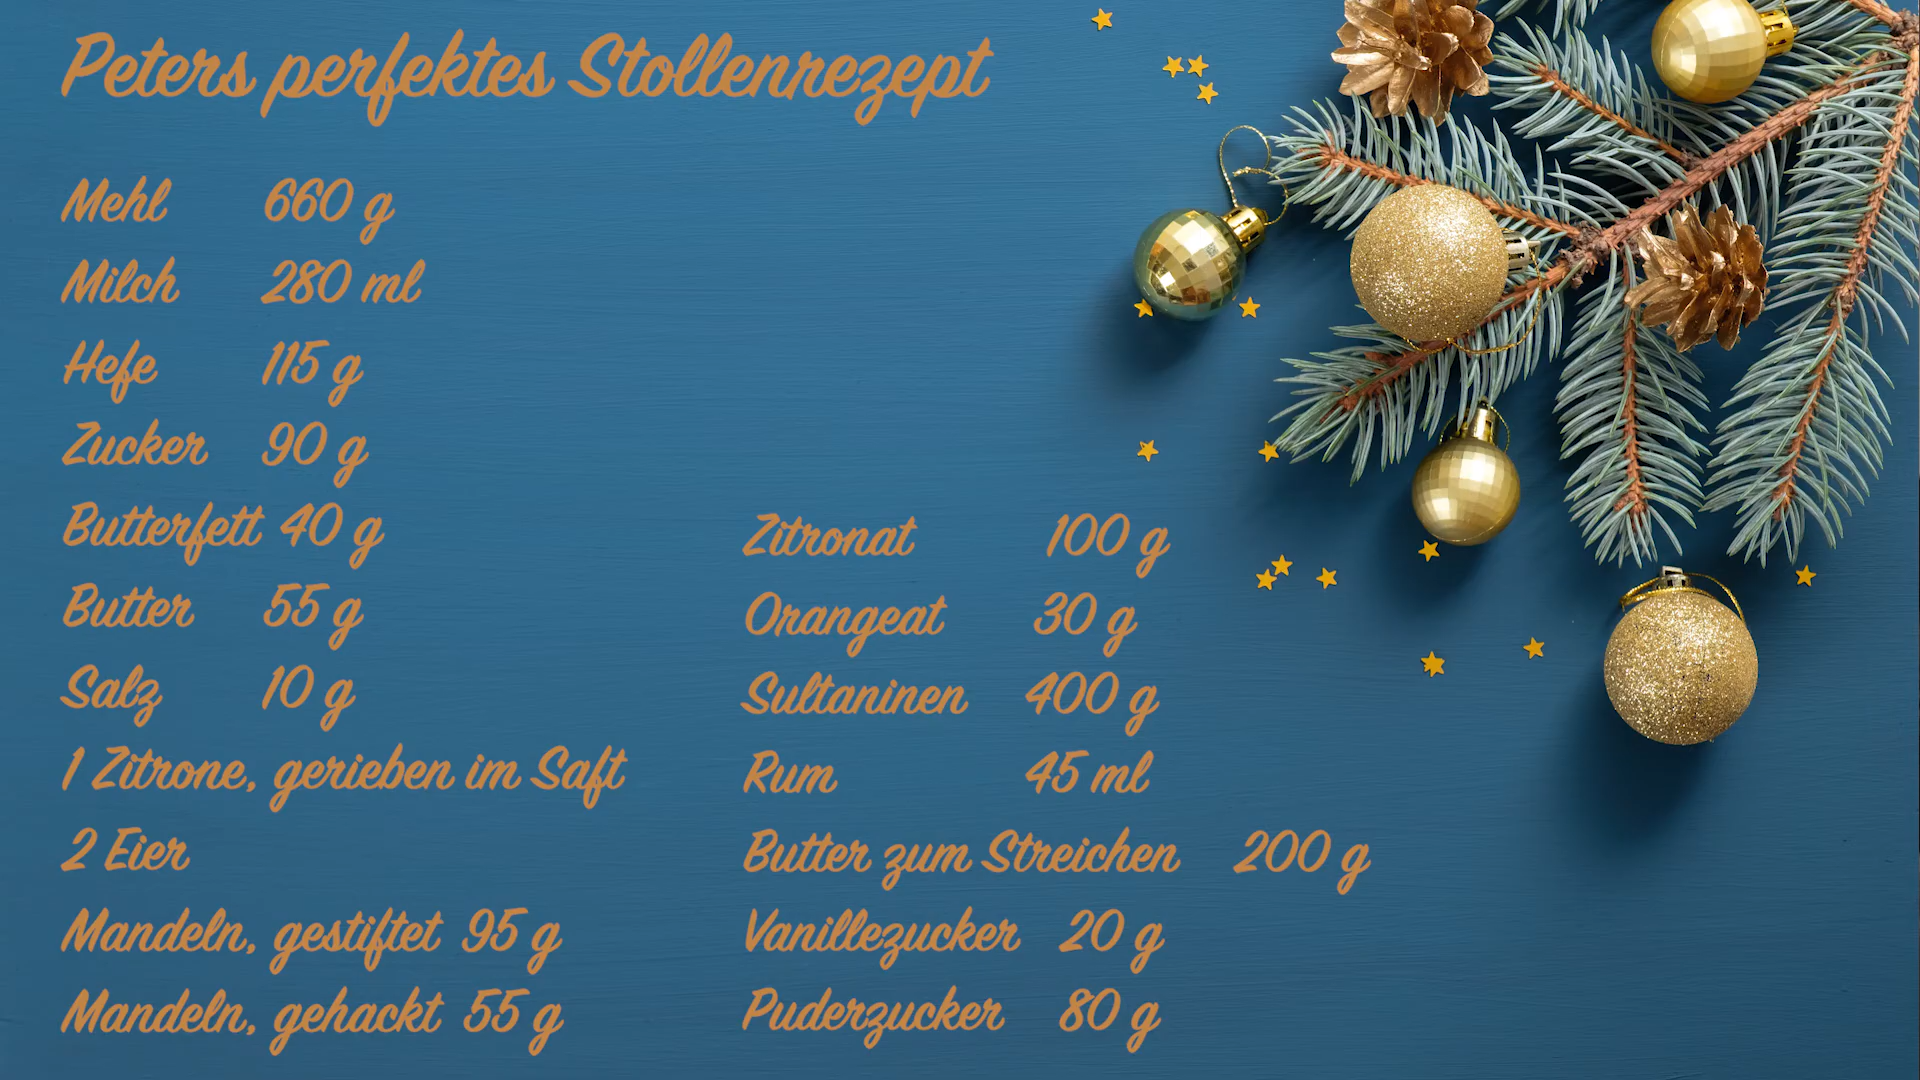 Peters perfektes Stollenrezept
Mehl 660 g
Milch 280 ml
Hefe 115 g
Zucker 90 g
Butterfett 40 g
Butter 55 g
Salz 10 g
1 Zitrone, gerieben im Saft
2 Eier
Mandeln, gestiftet 95 g
Mandeln, gehackt 55 g
Zitronat 100 g
Orangeat 30 g
Sultaninen 400 g
Rum 45 ml
Butter zum Streichen 200 g
Vanillezucker 20 g
Puderzucker 80 g